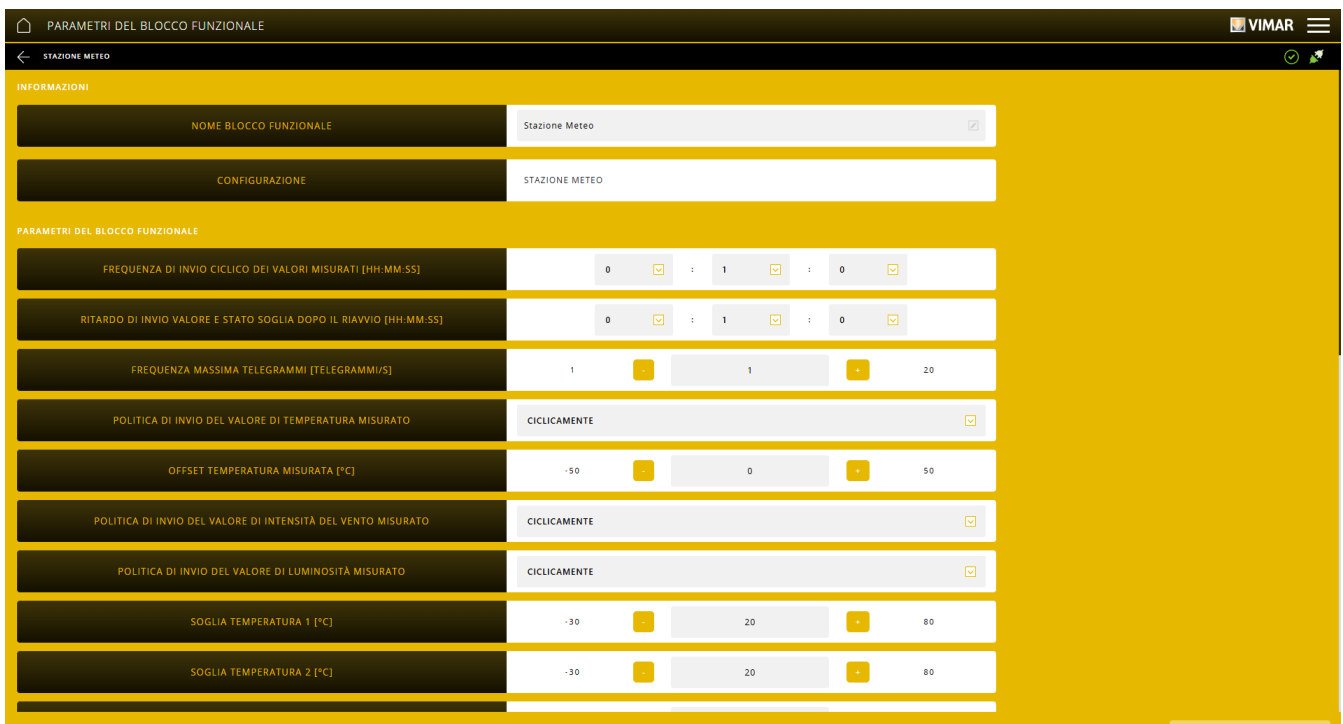 PARAMETRI DEL BLOCCO FUNZIONALE
VIMAR
STAZIONE METEO
INFORMAZIONI
NOME BLOCCO FUNZIONALE Stazione Meteo
CONFIGURAZIONE STAZIONE METEO
PARAMETRI DEL BLOCCO FUNZIONALE
FREQUENZA DI INVIO CICLICO DEI VALORI MISURATI [HH:MM:SS] 0 : 1 : 0
RITARDO DI INVIO VALORE E STATO SOGLIA DOPO IL RIAVVIO [HH:MM:SS] 0 : 1 : 0
FREQUENZA MASSIMA TELEGRAMMI [TELEGRAMMI/S] 1 - 1 + 20
POLITICA DI INVIO DEL VALORE DI TEMPERATURA MISURATO CICLICAMENTE
OFFSET TEMPERATURA MISURATA [°C] -50 - 0 + 50
POLITICA DI INVIO DEL VALORE DI INTENSITÀ DEL VENTO MISURATO CICLICAMENTE
POLITICA DI INVIO DEL VALORE DI LUMINOSITÀ MISURATO CICLICAMENTE
SOGLIA TEMPERATURA 1 [°C] -30 - 20 + 80
SOGLIA TEMPERATURA 2 [°C] -30 - 20 + 80